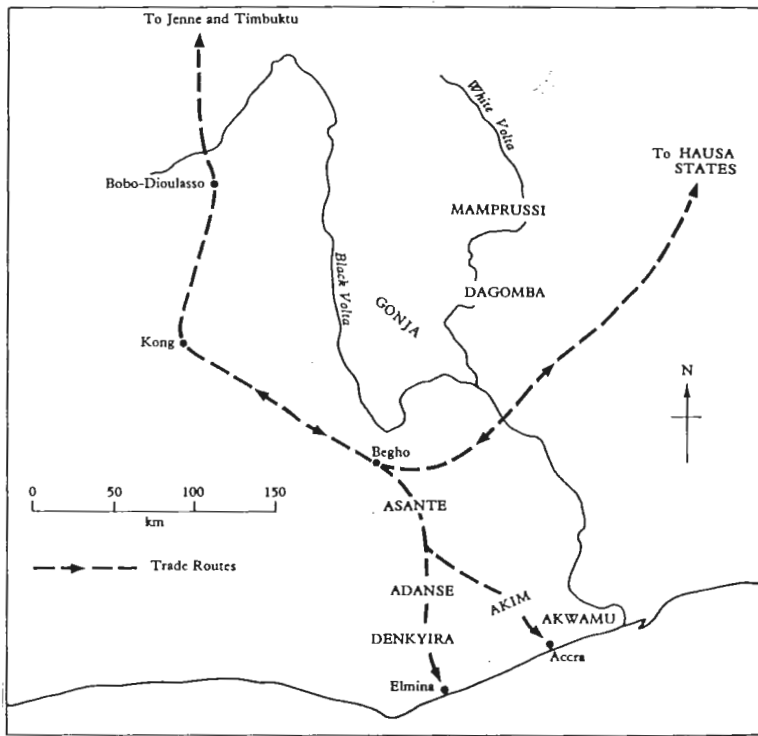 To Jenne and Timbuktu
White Volta
To HAUSA
STATES
Bobo-Dioulasso
MAMPRUSSI
Black Volta
DAGOMBA
GONJA
Kong
N
Begho
0 50 100 150
km
ASANTE
Trade Routes
ADANSE
AKIM
AKWAMU
DENKYIRA
Accra
Elmina